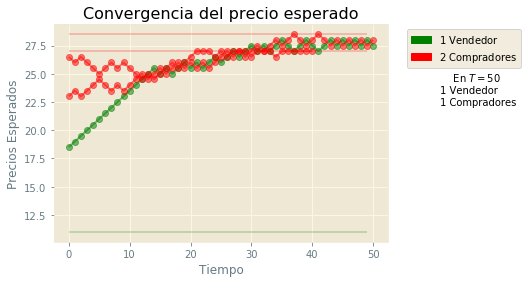 Convergencia del precio esperado
1 Vendedor
2 Compradores
En T = 50
1 Vendedor
1 Compradores
Precios Esperados
27.5
25.0
22.5
20.0
17.5
15.0
12.5
0 10 20 30 40 50
Tiempo